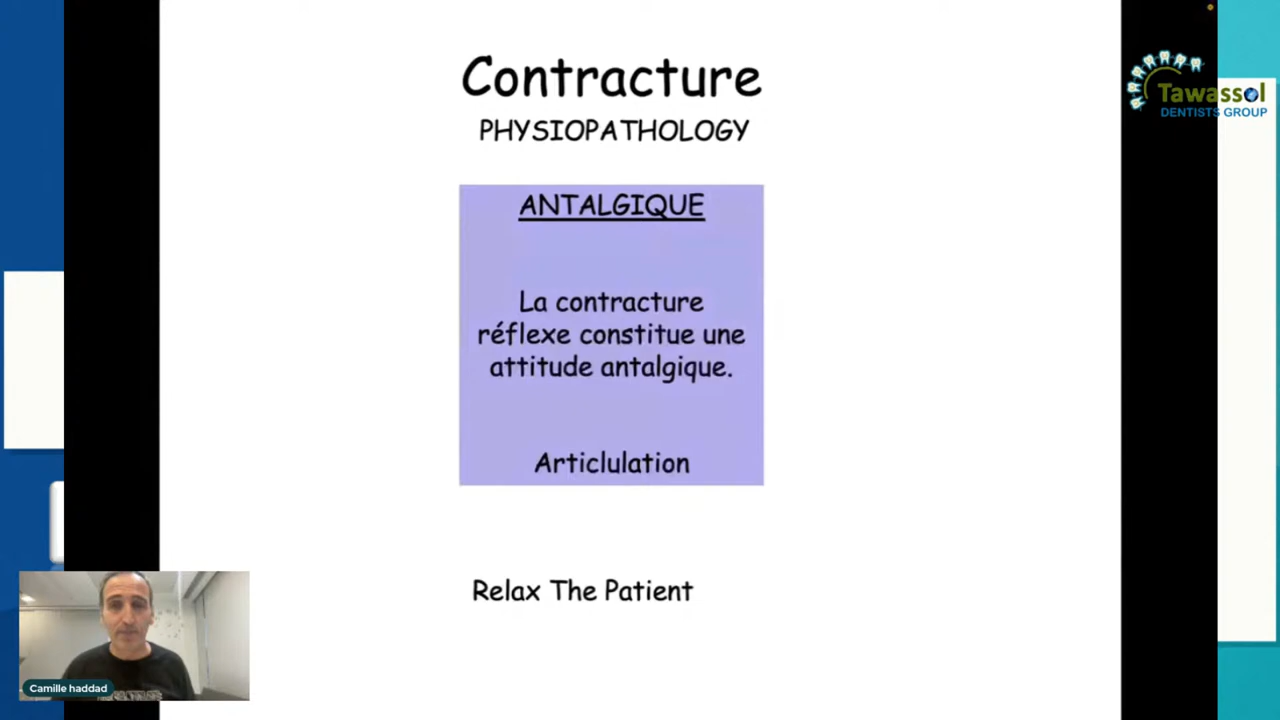 Contracture
PHYSIOPATHOLOGY
Tawassol
DENTISTS GROUP
ANTALGIQUE
La contracture
réflexe constitue une
attitude antalgique.
Articlulation
Relax The Patient
Camille haddad